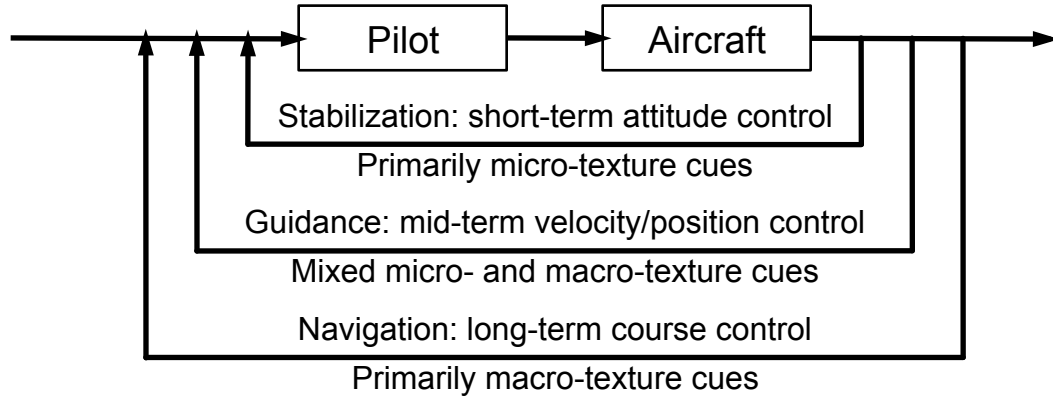 Pilot
Aircraft
Stabilization: short-term attitude control
Primarily micro-texture cues
Guidance: mid-term velocity/position control
Mixed micro- and macro-texture cues
Navigation: long-term course control
Primarily macro-texture cues